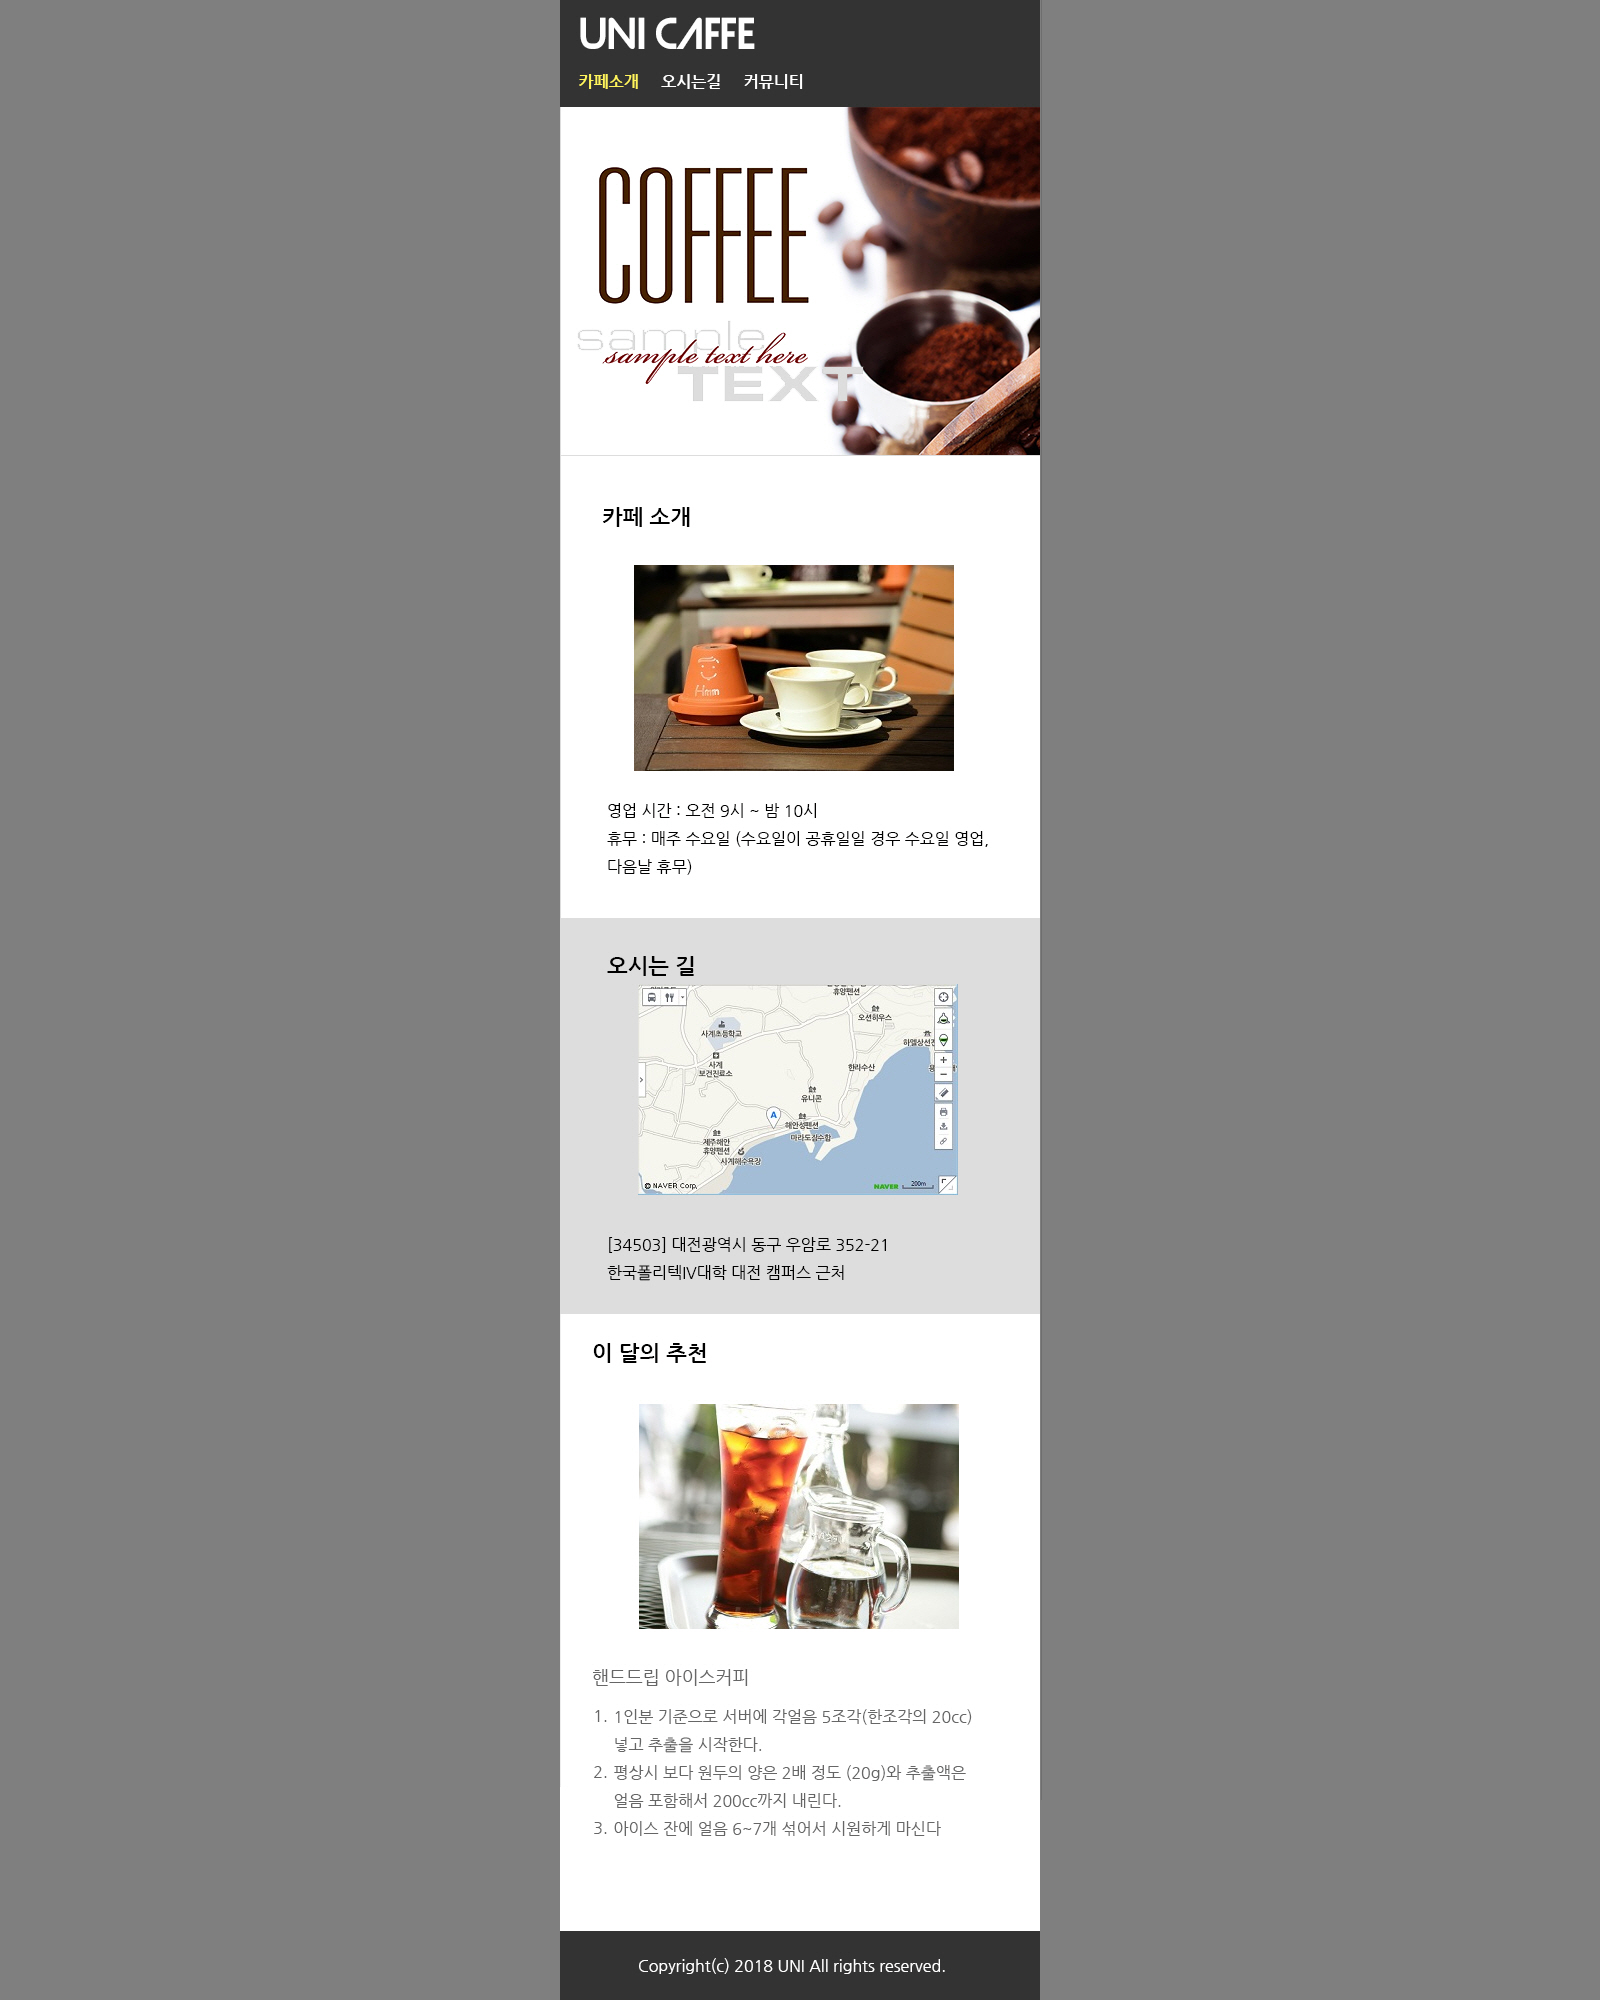 UNI CAFFE
카페소개 오시는길 커뮤니티
COFFEE
sample
sample text here
TEXT
카페 소개
Hmm
영업 시간 : 오전 9시 ~ 밤 10시
휴무 : 매주 수요일 (수요일이 공휴일일 경우 수요일 영업,
다음날 휴무)
오시는 길
휴양펜션
오션하우스
사계초등학교
사계
보건진료소
한라수산
유니콘
A
해안성펜션
마라도잠수함
제주해안
휴양펜션
사계해수욕장
© NAVER Corp.
NAVER 200m
[34503] 대전광역시 동구 우암로 352-21
한국폴리텍IV대학 대전 캠퍼스 근처
이 달의 추천
핸드드립 아이스커피
1. 1인분 기준으로 서버에 각얼음 5조각(한조각의 20cc)
넣고 추출을 시작한다.
2. 평상시 보다 원두의 양은 2배 정도 (20g)와 추출액은
얼음 포함해서 200cc까지 내린다.
3. 아이스 잔에 얼음 6~7개 섞어서 시원하게 마신다
Copyright(c) 2018 UNI All rights reserved.